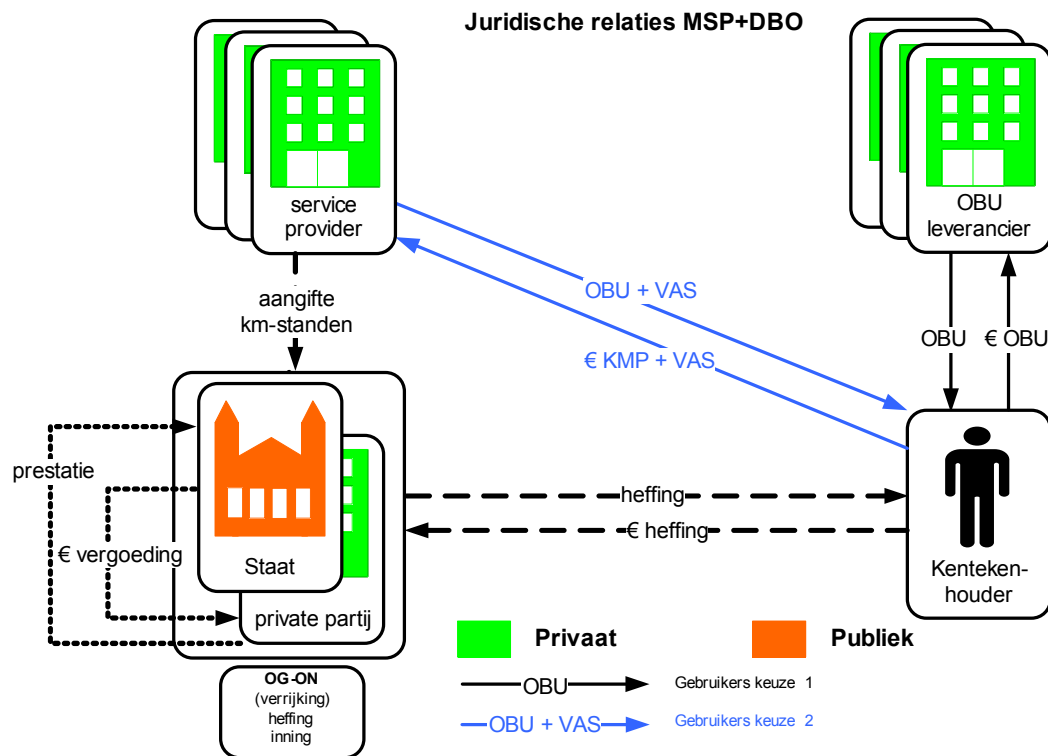 Juridische relaties MSP+DBO
service
provider
OBU
leverancier
aangifte
km-standen
OBU + VAS
€ KMP + VAS
OBU
€ OBU
prestatie
€ vergoeding
Staat
private partij
heffing
€ heffing
Kenteken-
houder
Privaat
Publiek
OG-ON
(verrijking)
heffing
inning
OBU
Gebruikers keuze 1
OBU + VAS
Gebruikers keuze 2